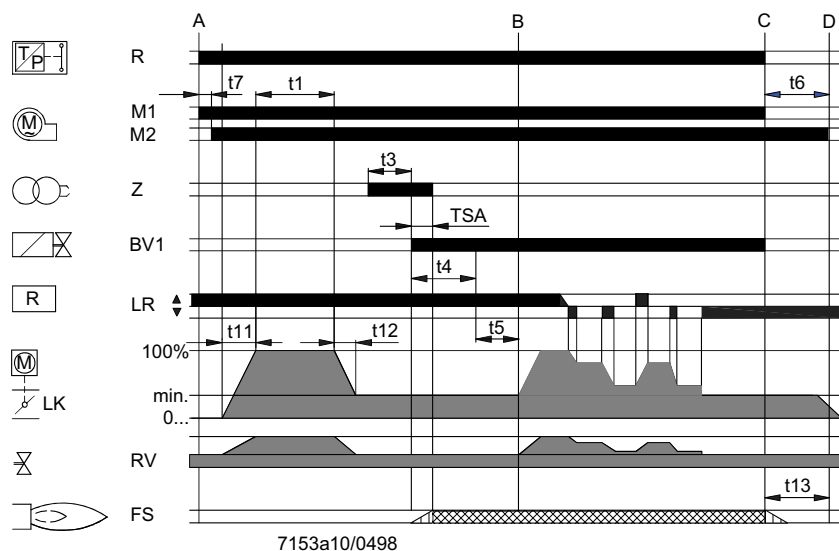 A B C D
T P R
t7 t1 t6
M M1
M2
t3
Z
TSA
BV1
t4
R LR
t11 t12 t5
M 100%
LK min.
0...
RV
t13
FS
7153a10/0498